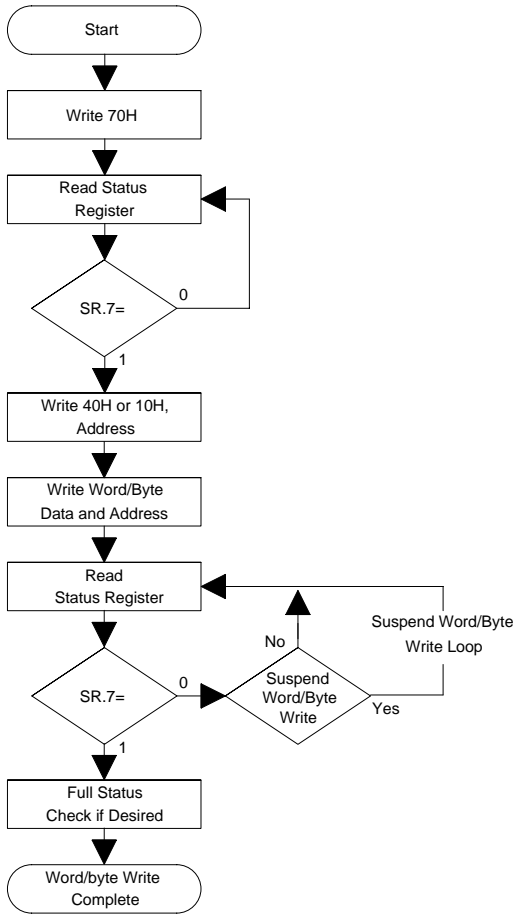 Start
Write 70H
Read Status
Register
SR.7=
0
1
Write 40H or 10H,
Address
Write Word/Byte
Data and Address
Read
Status Register
Suspend Word/Byte
Write Loop
No
SR.7=
0
Suspend
Word/Byte
Write
Yes
1
Full Status
Check if Desired
Word/byte Write
Complete